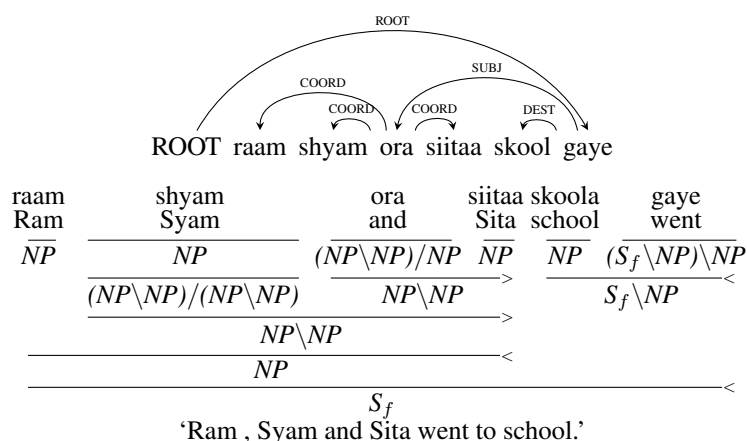 ROOT
COORD SUBJ
COORD COORD DEST
ROOT raam shyam ora siitaa skool gaye
raam shyam ora siitaa skoola gaye
Ram Syam and Sita school went
NP NP (NP\NP)/NP NP NP (S_f\NP)\NP
(NP\NP)/(NP\NP) NP\NP > S_f\NP <
NP\NP >
NP <
S_f <
'Ram , Syam and Sita went to school.'